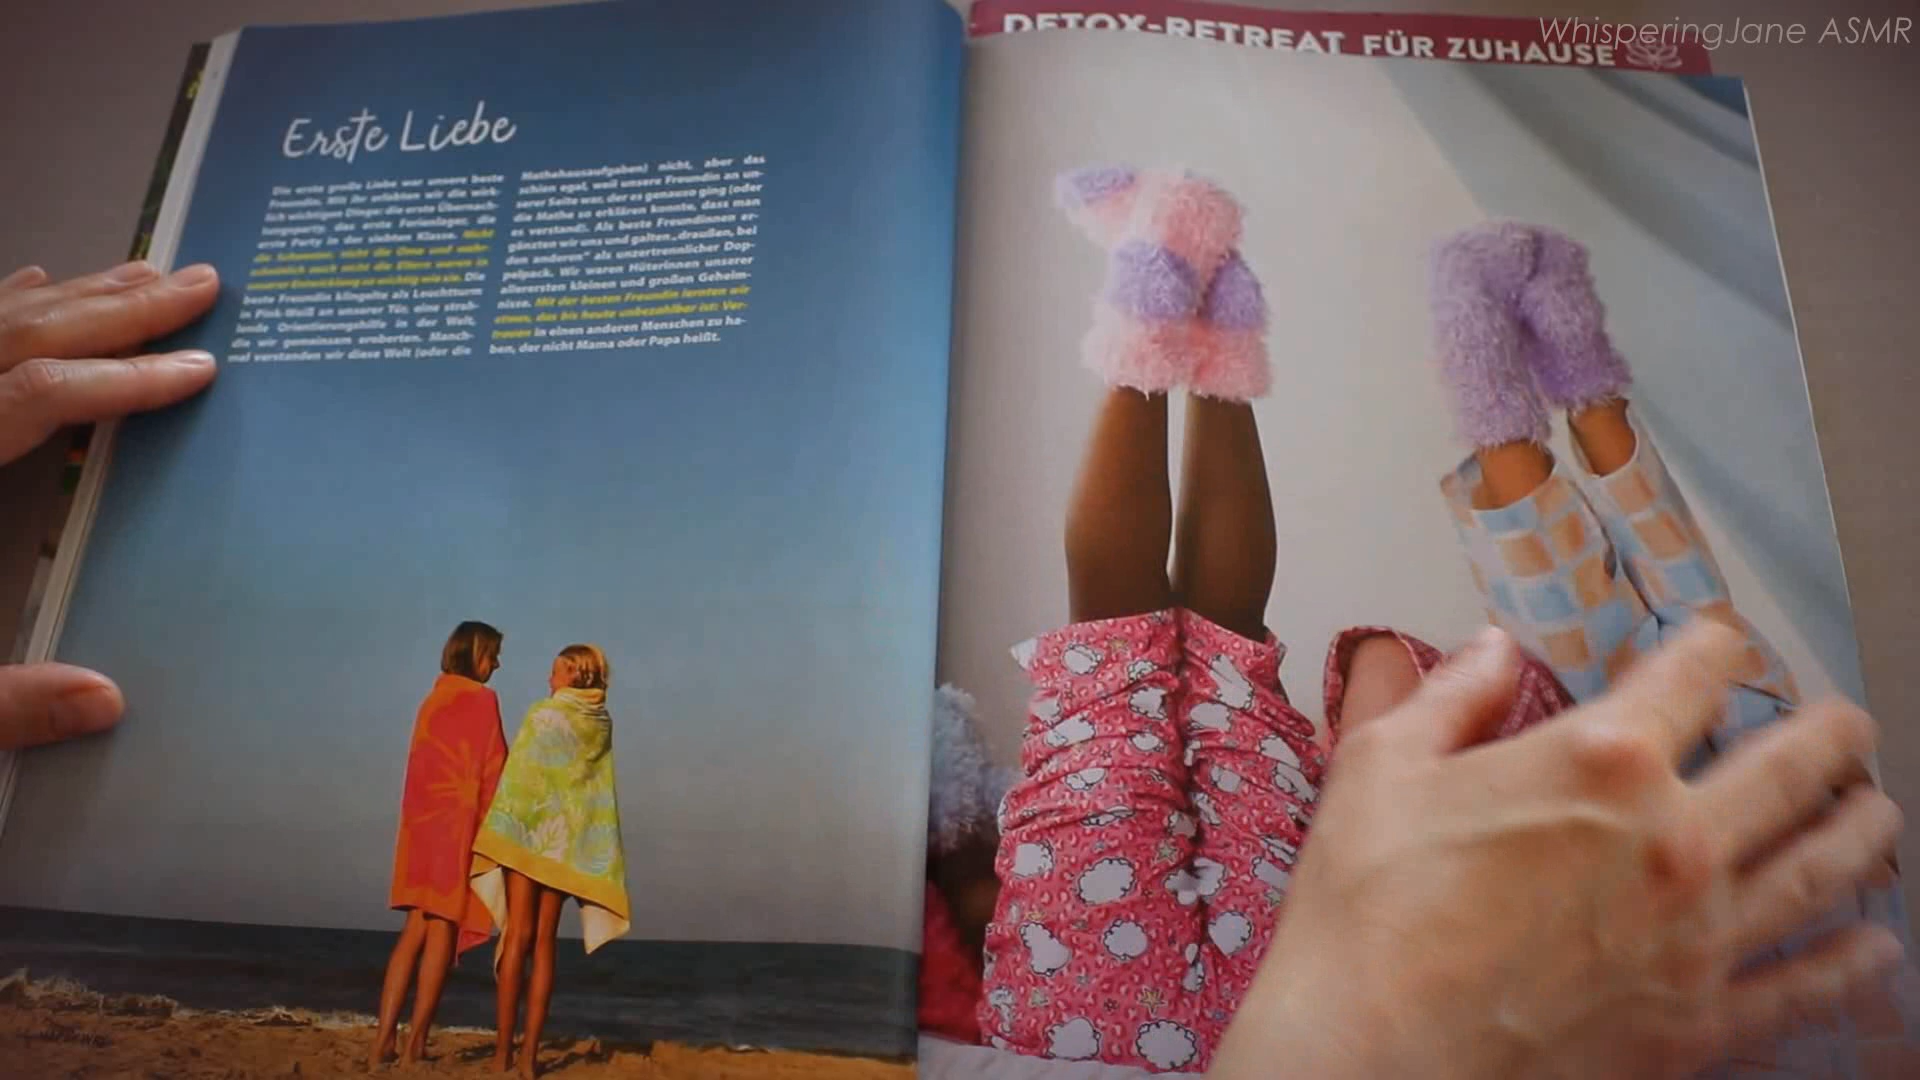 WhisperingJane ASMR
DETOX-RETREAT FÜR ZUHAUSE
Erste Liebe
Die erste große Liebe war unsere beste
Freundin. Mit ihr erlebten wir die wirk-
lich wichtigen Dinge: die erste Übernach-
tungsparty, das erste Ferienlager, die
erste Party in der siebten Klasse. Nicht
die Schwester, nicht die Oma und wahr-
scheinlich auch nicht die Eltern waren in
unserer Entwicklung so wichtig wie sie. Die
beste Freundin klingelte als Leuchtturm
in Pink-Weiß an unserer Tür, eine strah-
lende Orientierungshilfe in der Welt,
die wir gemeinsam eroberten. Manch-
mal verstanden wir diese Welt (oder die
Mathehausaufgaben) nicht, aber das
schien egal, weil unsere Freundin an un-
serer Seite war, der es genauso ging (oder
die Mathe so erklären konnte, dass man
es verstand). Als beste Freundinnen er-
gänzten wir uns und galten „draußen, bei
den anderen“ als unzertrennlicher Dop-
pelpack. Wir waren Hüterinnen unserer
allerersten kleinen und großen Geheim-
nisse. Mit der besten Freundin lernten wir
etwas, das bis heute unbezahlbar ist: Ver-
trauen in einen anderen Menschen zu ha-
ben, der nicht Mama oder Papa heißt.